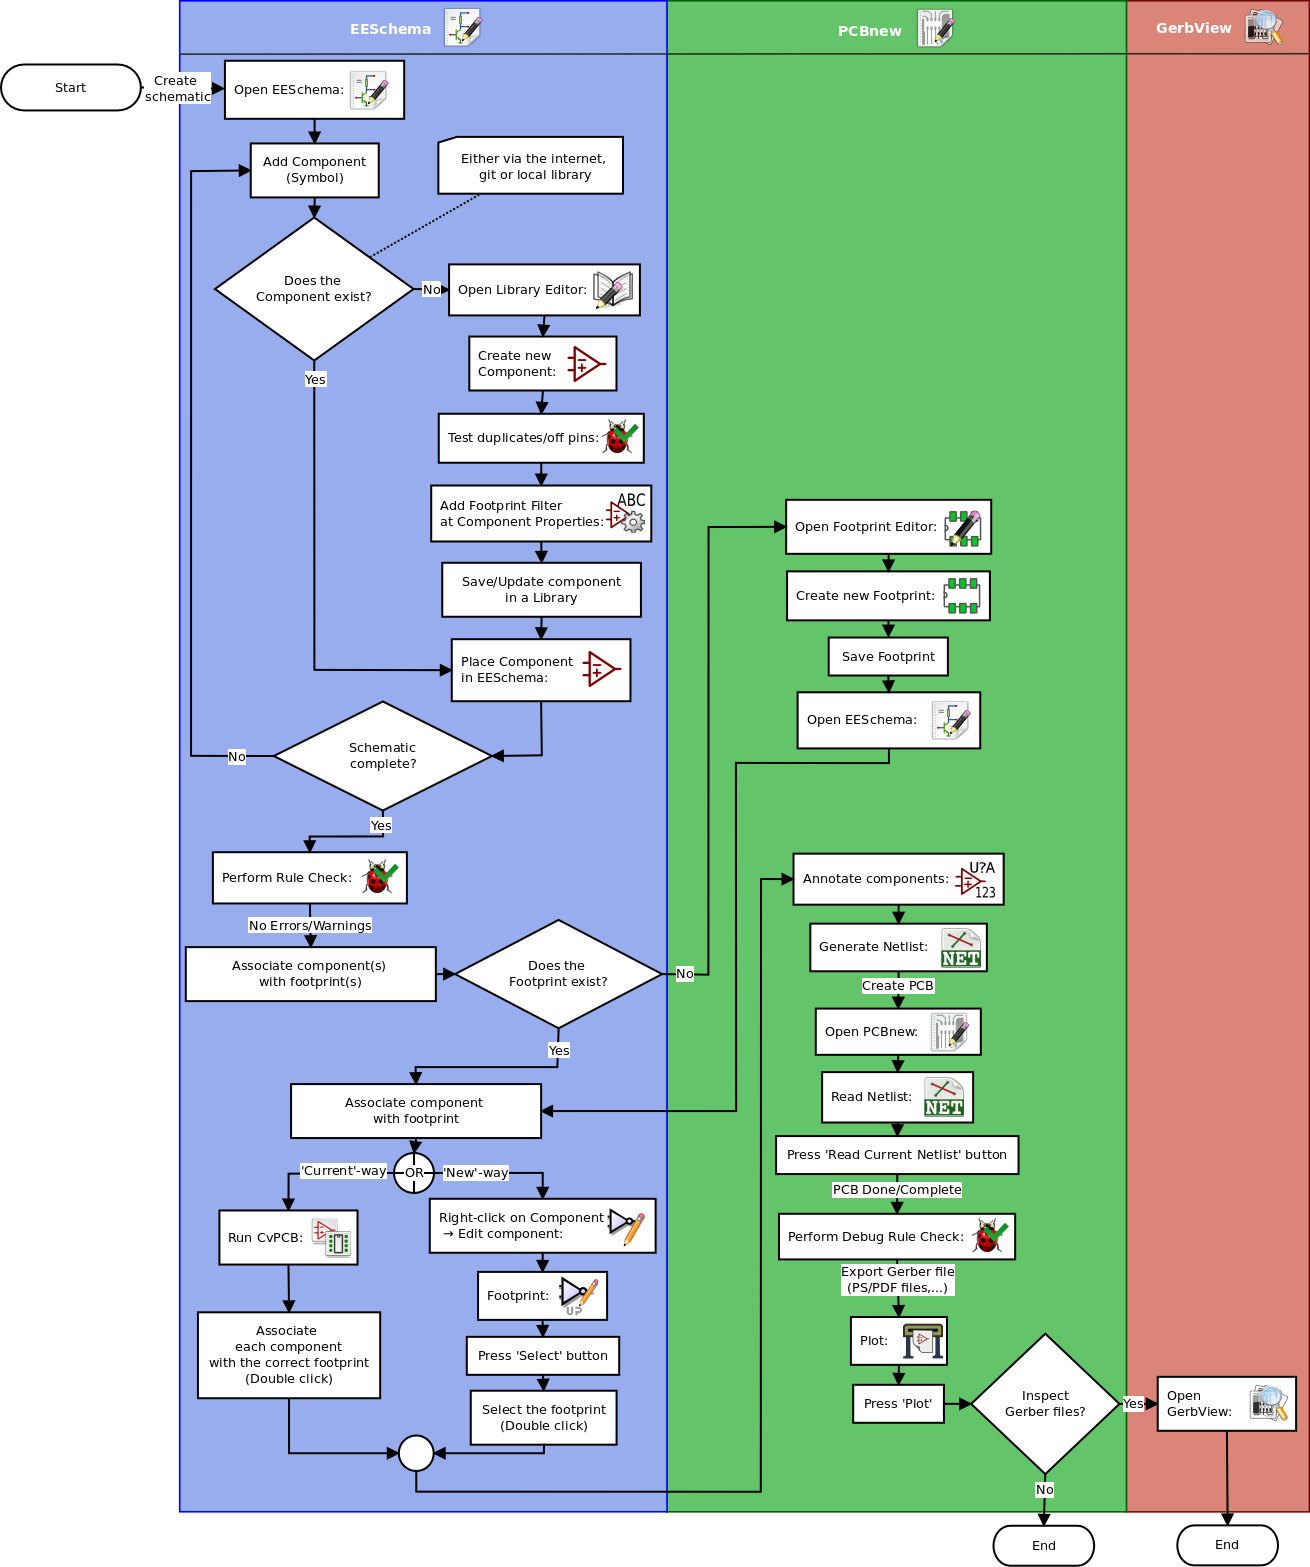 EESchema
PCBnew
GerbView
Start
Create
schematic
Open EESchema:
Add Component
(Symbol)
Either via the internet,
git or local library
Does the
Component exist?
No
Open Library Editor:
Create new
Component:
Yes
Test duplicates/off pins:
Add Footprint Filter
at Component Properties:
ABC
Save/Update component
in a Library
Place Component
in EESchema:
Schematic
complete?
No
Yes
Perform Rule Check:
No Errors/Warnings
Associate component(s)
with footprint(s)
Does the
Footprint exist?
No
Yes
Open Footprint Editor:
Create new Footprint:
Save Footprint
Open EESchema:
Associate component
with footprint
'Current'-way
OR
'New'-way
Run CvPCB:
Associate
each component
with the correct footprint
(Double click)
Right-click on Component
→ Edit component:
Footprint:
UP
Press 'Select' button
Select the footprint
(Double click)
Annotate components:
U?A
123
Generate Netlist:
NET
Create PCB
Open PCBnew:
Read Netlist:
NET
Press 'Read Current Netlist' button
PCB Done/Complete
Perform Debug Rule Check:
Export Gerber file
(PS/PDF files,...)
Plot:
Press 'Plot'
Inspect
Gerber files?
Yes
Open
GerbView:
No
End
End